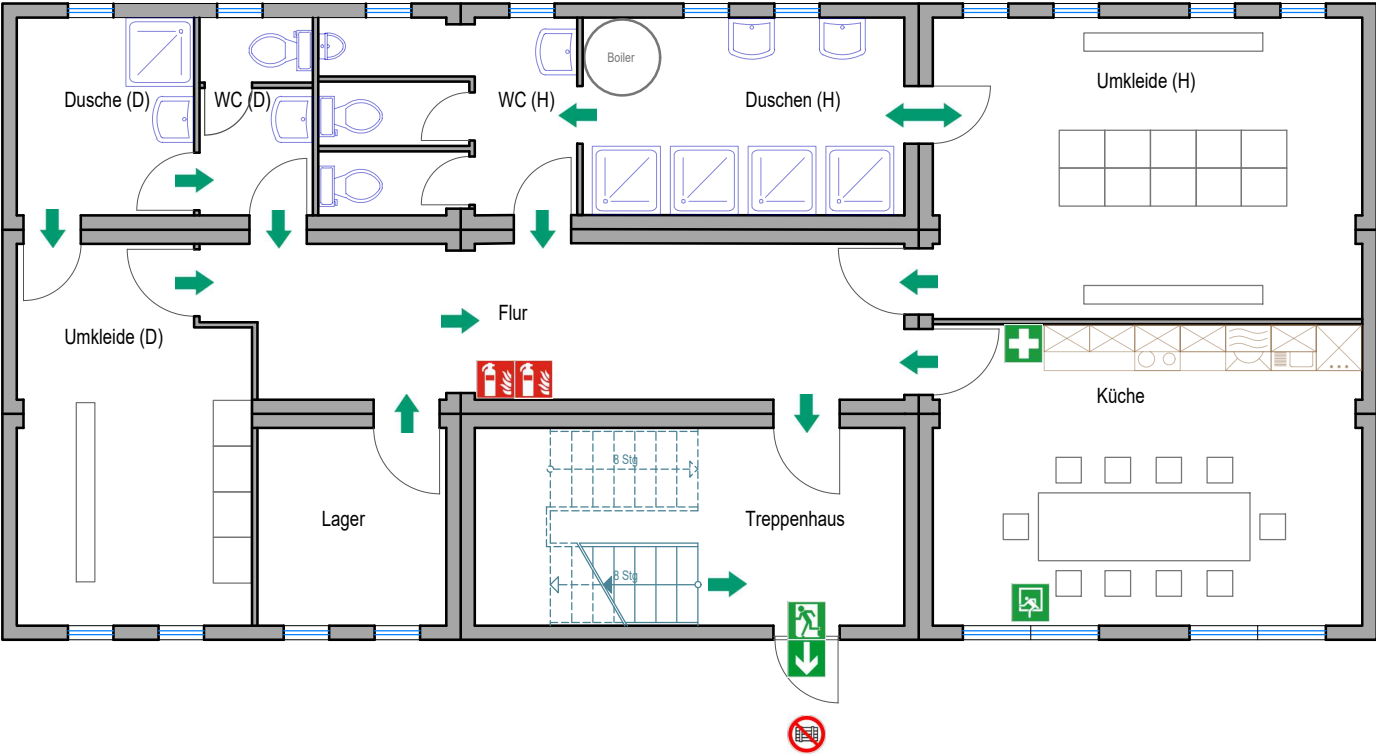 Boiler
Umkleide (H)
Dusche (D)
WC (D)
WC (H)
Duschen (H)
Flur
Umkleide (D)
Küche
8 Stg
Lager
Treppenhaus
8 Stg